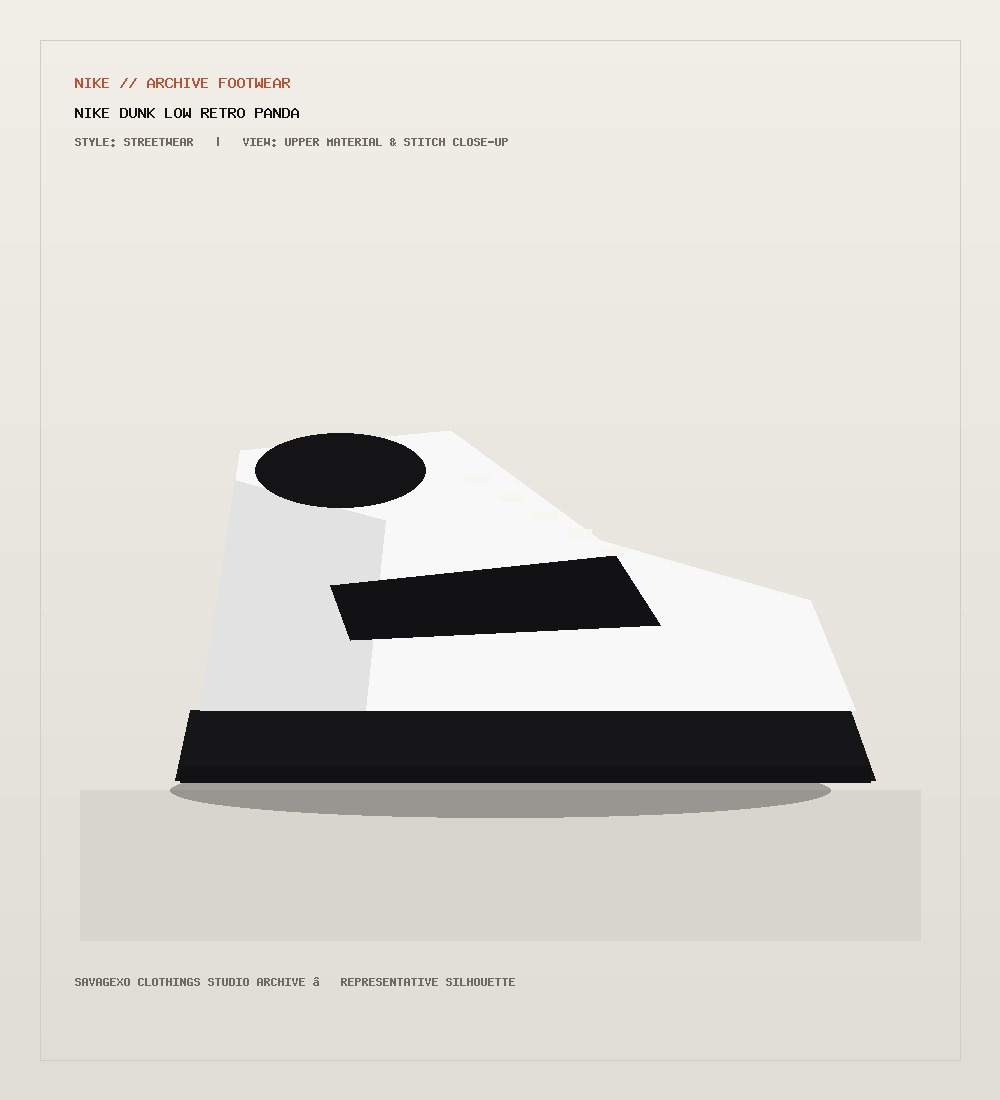 NIKE // ARCHIVE FOOTWEAR
NIKE DUNK LOW RETRO PANDA
STYLE: STREETWEAR | VIEW: UPPER MATERIAL & STITCH CLOSE-UP
SAVAGEXO CLOTHINGS STUDIO ARCHIVE â REPRESENTATIVE SILHOUETTE